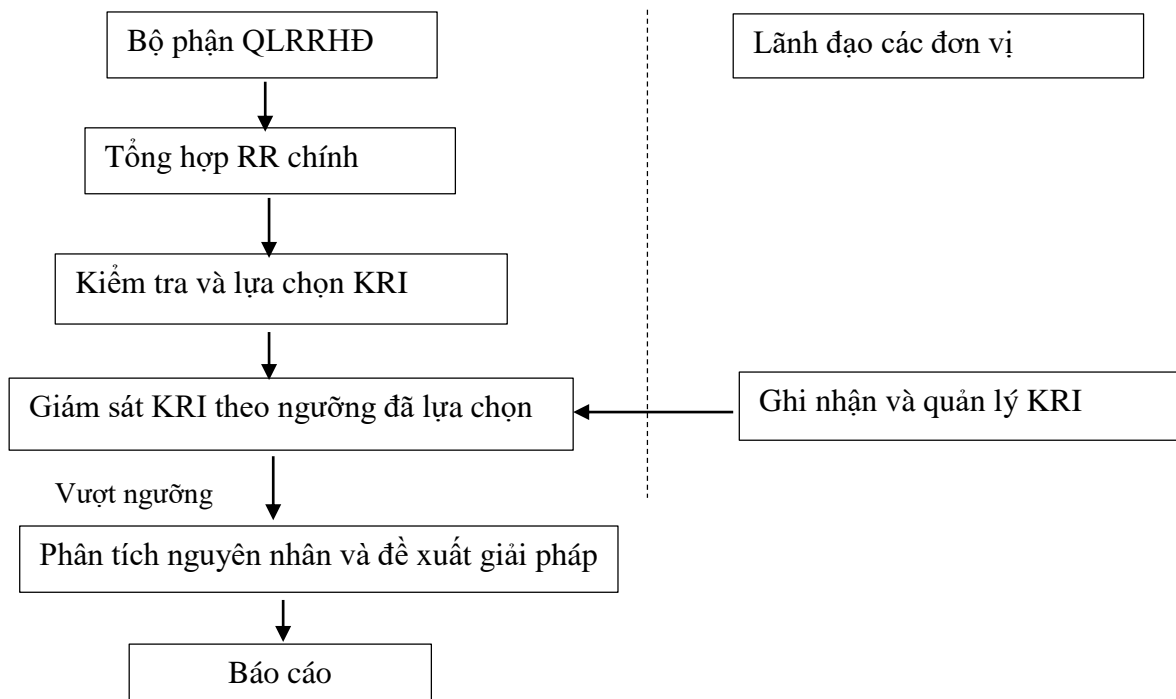 Bộ phận QLRRHĐ
Lãnh đạo các đơn vị
Tổng hợp RR chính
Kiểm tra và lựa chọn KRI
Giám sát KRI theo ngưỡng đã lựa chọn
Ghi nhận và quản lý KRI
Vượt ngưỡng
Phân tích nguyên nhân và đề xuất giải pháp
Báo cáo